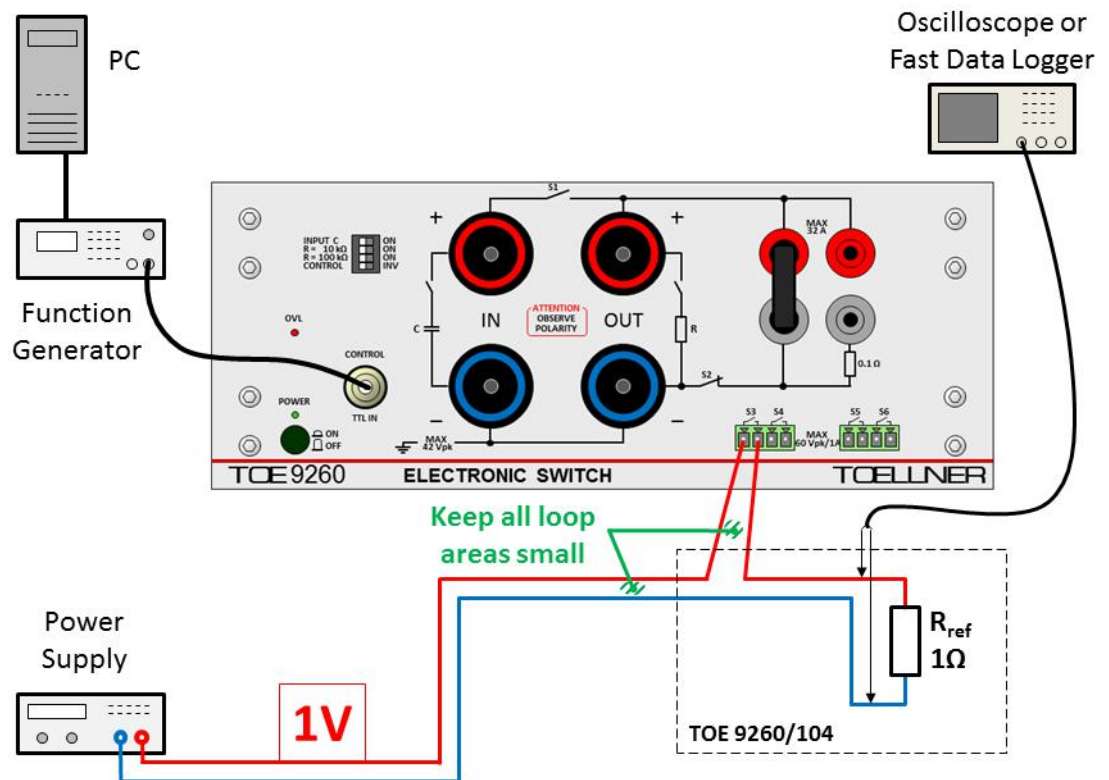 PC
Oscilloscope or
Fast Data Logger
Function
Generator
S1
+
+
MAX
32 A
INPUT C ON
R = 10 kΩ ON
R = 100 kΩ ON
CONTROL INV
OVL
C
IN
ATTENTION
OBSERVE
POLARITY
OUT
R
0.1 Ω
CONTROL
TTL IN
S2
POWER
ON
OFF
−
−
MAX
42 Vpk
S3 S4
MAX
60 Vpk/1A
S5 S6
TOE 9260 ELECTRONIC SWITCH TOELLNER
Keep all loop
areas small
Power
Supply
1V
Rref
1Ω
TOE 9260/104